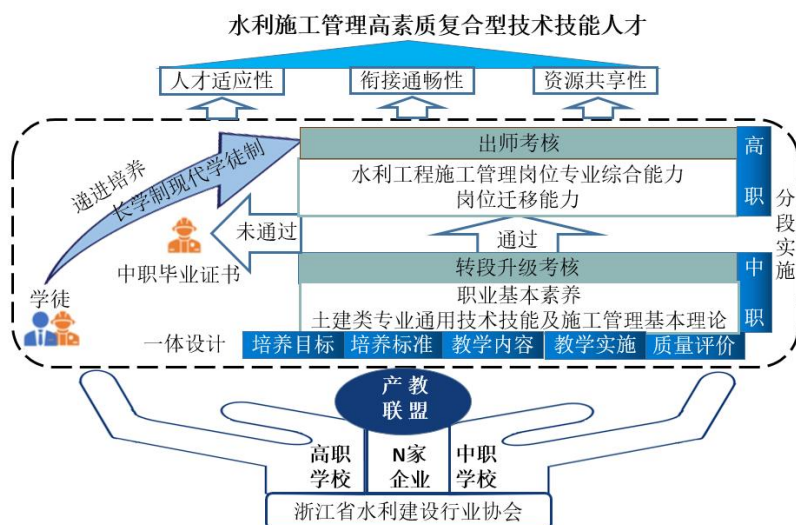 水利施工管理高素质复合型技术技能人才
人才适应性
衔接通畅性
资源共享性
递进培养
长学制现代学徒制
出师考核
高职
水利工程施工管理岗位专业综合能力
岗位迁移能力
分段实施
未通过
通过
中职毕业证书
学徒
转段升级考核
中职
职业基本素养
土建类专业通用技术技能及施工管理基本理论
一体设计
培养目标
培养标准
教学内容
教学实施
质量评价
产教
联盟
高职
学校
N家
企业
中职
学校
浙江省水利建设行业协会